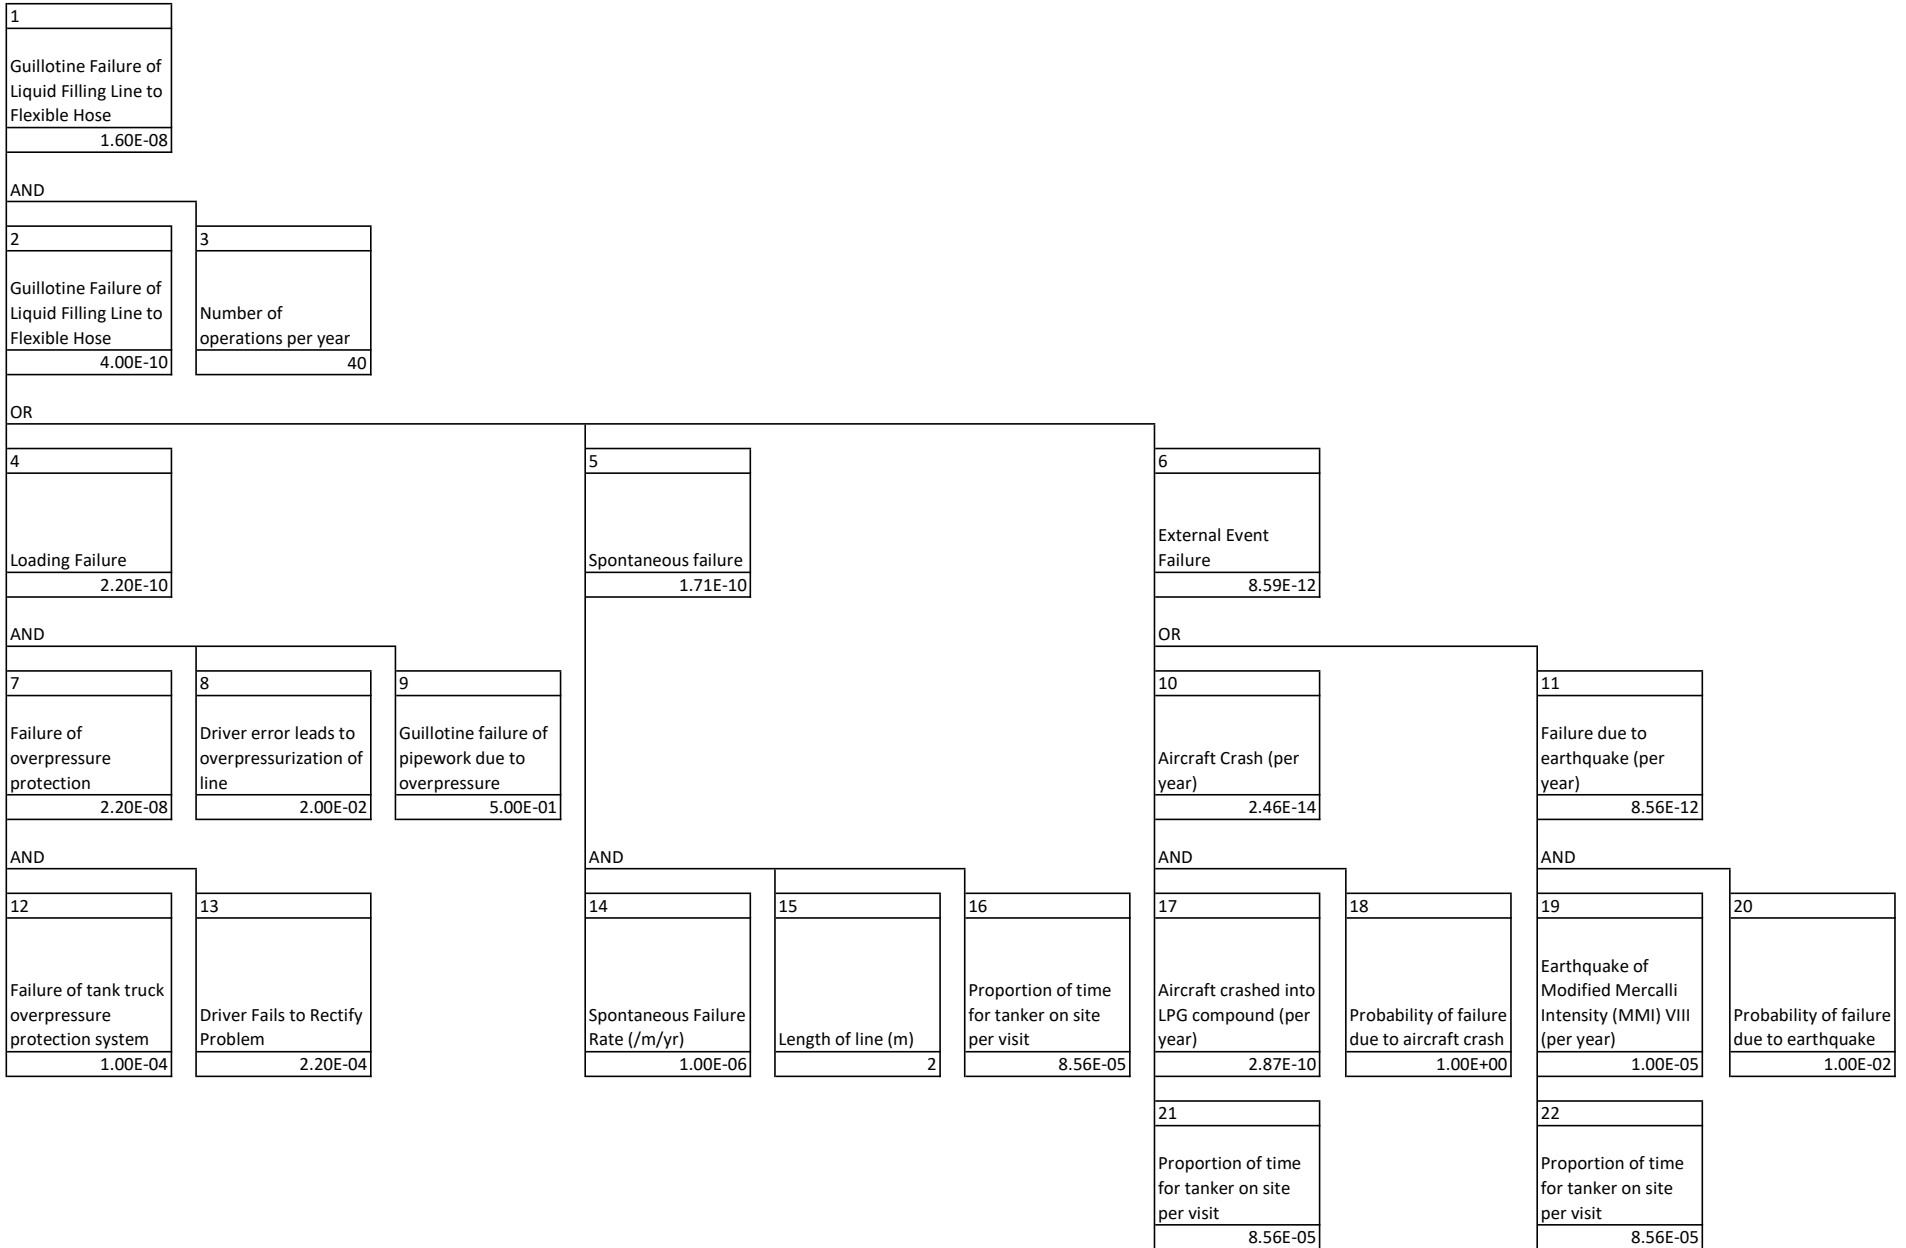 1
Guillotine Failure of
Liquid Filling Line to
Flexible Hose
1.60E-08
AND
2
Guillotine Failure of
Liquid Filling Line to
Flexible Hose
4.00E-10
3
Number of
operations per year
40
OR
4
Loading Failure
2.20E-10
5
Spontaneous failure
1.71E-10
6
External Event
Failure
8.59E-12
AND
7
Failure of
overpressure
protection
2.20E-08
8
Driver error leads to
overpressurization of
line
2.00E-02
9
Guillotine failure of
pipework due to
overpressure
5.00E-01
OR
10
Aircraft Crash (per
year)
2.46E-14
11
Failure due to
earthquake (per
year)
8.56E-12
AND
12
Failure of tank truck
overpressure
protection system
1.00E-04
13
Driver Fails to Rectify
Problem
2.20E-04
AND
14
Spontaneous Failure
Rate (/m/yr)
1.00E-06
15
Length of line (m)
2
16
Proportion of time
for tanker on site
per visit
8.56E-05
AND
17
Aircraft crashed into
LPG compound (per
year)
2.87E-10
18
Probability of failure
due to aircraft crash
1.00E+00
AND
19
Earthquake of
Modified Mercalli
Intensity (MMI) VIII
(per year)
1.00E-05
20
Probability of failure
due to earthquake
1.00E-02
21
Proportion of time
for tanker on site
per visit
8.56E-05
22
Proportion of time
for tanker on site
per visit
8.56E-05